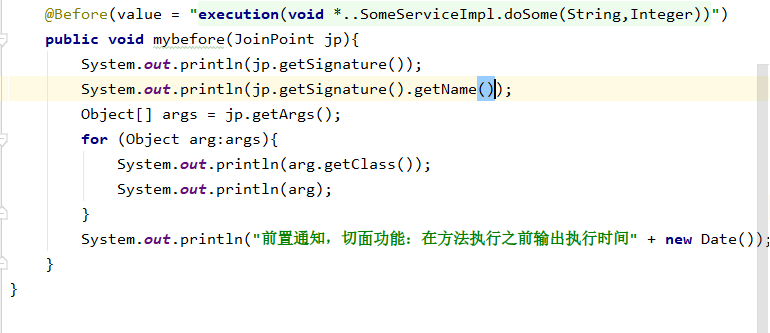 @Before(value = "execution(void *..SomeServiceImpl.doSome(String,Integer))")
public void mybefore(JoinPoint jp){
System.out.println(jp.getSignature());
System.out.println(jp.getSignature().getName());
Object[] args = jp.getArgs();
for (Object arg:args){
System.out.println(arg.getClass());
System.out.println(arg);
}
System.out.println("前置通知，切面功能：在方法执行之前输出执行时间" + new Date());
}
}